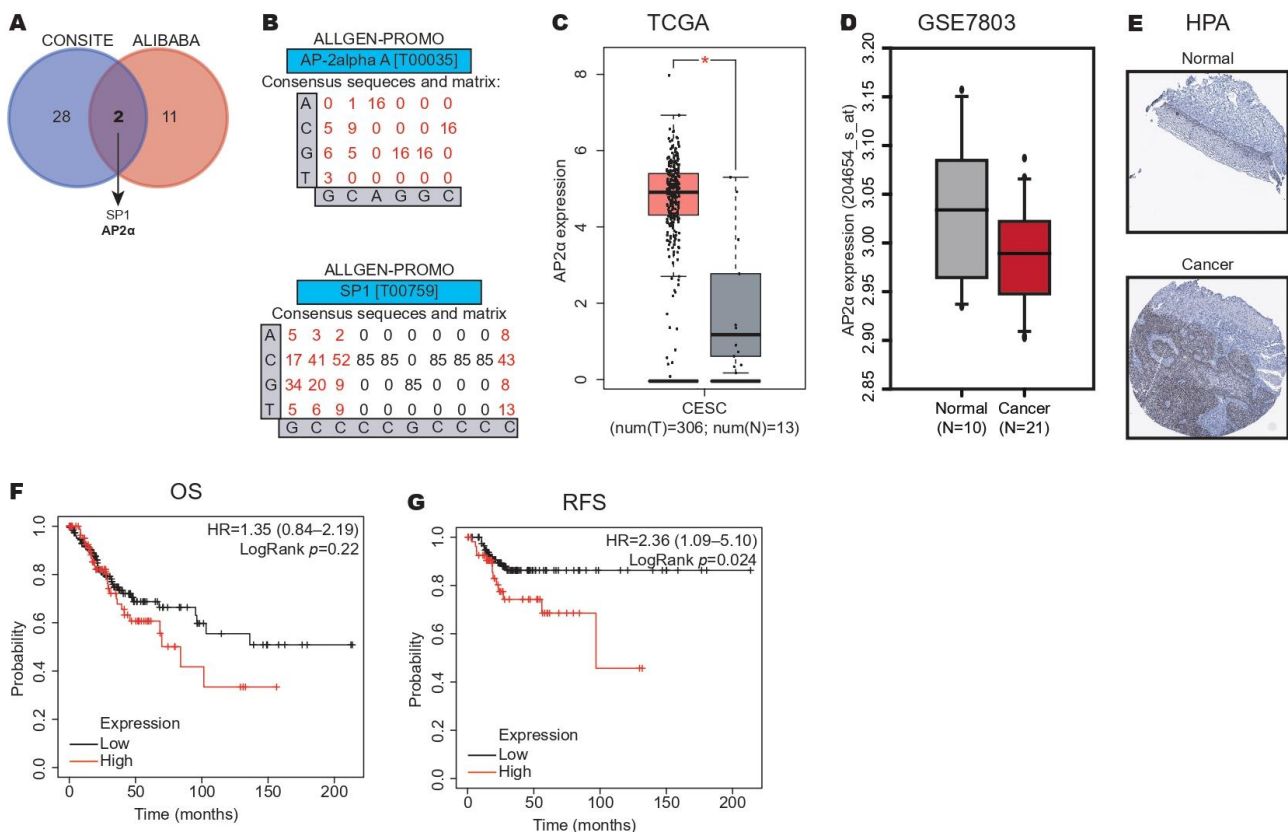 A
CONSITE ALIBABA
28 2 11
SP1
AP2α
B
ALLGEN-PROMO
AP-2alpha A [T00035]
Consensus sequeces and matrix:
A 0 1 16 0 0 0
C 5 9 0 0 0 16
G 6 5 0 16 16 0
T 3 0 0 0 0 0
G C A G G C
ALLGEN-PROMO
SP1 [T00759]
Consensus sequeces and matrix
A 5 3 2 0 0 0 0 0 0 8
C 17 41 52 85 85 0 85 85 85 43
G 34 20 9 0 0 85 0 0 0 8
T 5 6 9 0 0 0 0 0 0 13
G C C C C G C C C C
C TCGA
AP2α expression
8
6
4
2
0
*
CESC
(num(T)=306; num(N)=13)
D GSE7803
AP2α expression (204654_s_at)
3.20
3.15
3.10
3.05
3.00
2.95
2.90
2.85
Normal Cancer
(N=10) (N=21)
E HPA
Normal
Cancer
F OS
HR=1.35 (0.84–2.19)
LogRank p=0.22
Probability
1.0
0.8
0.6
0.4
0.2
0.0
Expression
Low
High
0 50 100 150 200
Time (months)
G RFS
HR=2.36 (1.09–5.10)
LogRank p=0.024
Probability
1.0
0.8
0.6
0.4
0.2
0.0
Expression
Low
High
0 50 100 150 200
Time (months)